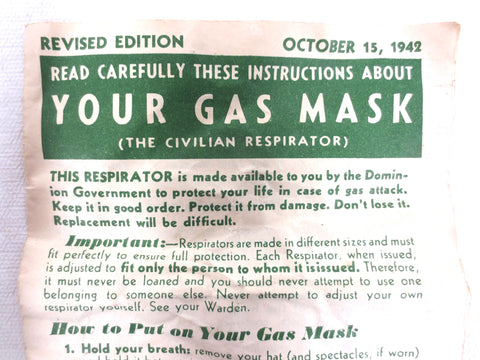 REVISED EDITION OCTOBER 15, 1942
READ CAREFULLY THESE INSTRUCTIONS ABOUT
YOUR GAS MASK
(THE CIVILIAN RESPIRATOR)
THIS RESPIRATOR is made available to you by the Domin-
ion Government to protect your life in case of gas attack.
Keep it in good order. Protect it from damage. Don't lose it.
Replacement will be difficult.
Important:—Respirators are made in different sizes and must
fit perfectly to ensure full protection. Each Respirator, when issued,
is adjusted to fit only the person to whom it is issued. Therefore,
it must never be loaned and you should never attempt to use one
belonging to someone else. Never attempt to adjust your own
respirator yourself. See your Warden.
How to Put on Your Gas Mask
1. Hold your breath: remove your hat (and spectacles, if worn)